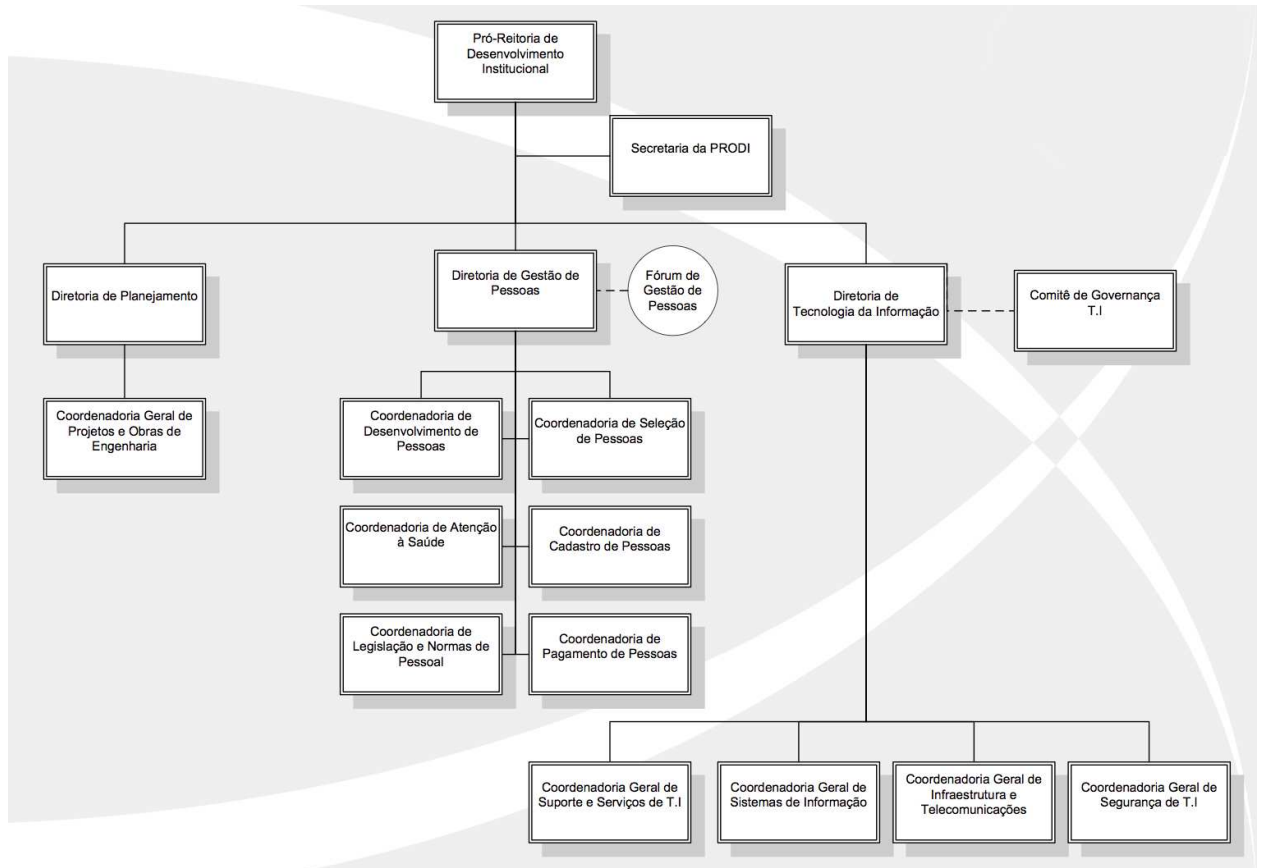 Pró-Reitoria de
Desenvolvimento
Institucional
Secretaria da PRODI
Diretoria de Planejamento
Diretoria de Gestão de
Pessoas
Fórum de
Gestão de
Pessoas
Diretoria de
Tecnologia da Informação
Comitê de Governança
T.I
Coordenadoria Geral de
Projetos e Obras de
Engenharia
Coordenadoria de
Desenvolvimento de
Pessoas
Coordenadoria de Seleção
de Pessoas
Coordenadoria de Atenção
à Saúde
Coordenadoria de
Cadastro de Pessoas
Coordenadoria de
Legislação e Normas de
Pessoal
Coordenadoria de
Pagamento de Pessoas
Coordenadoria Geral de
Suporte e Serviços de T.I
Coordenadoria Geral de
Sistemas de Informação
Coordenadoria Geral de
Infraestrutura e
Telecomunicações
Coordenadoria Geral de
Segurança de T.I